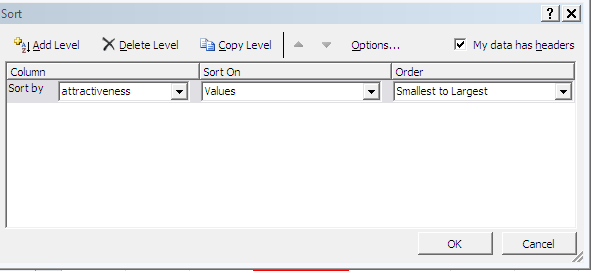 Sort
Add Level Delete Level Copy Level Options... My data has headers
Column Sort On Order
Sort by attractiveness Values Smallest to Largest
OK Cancel